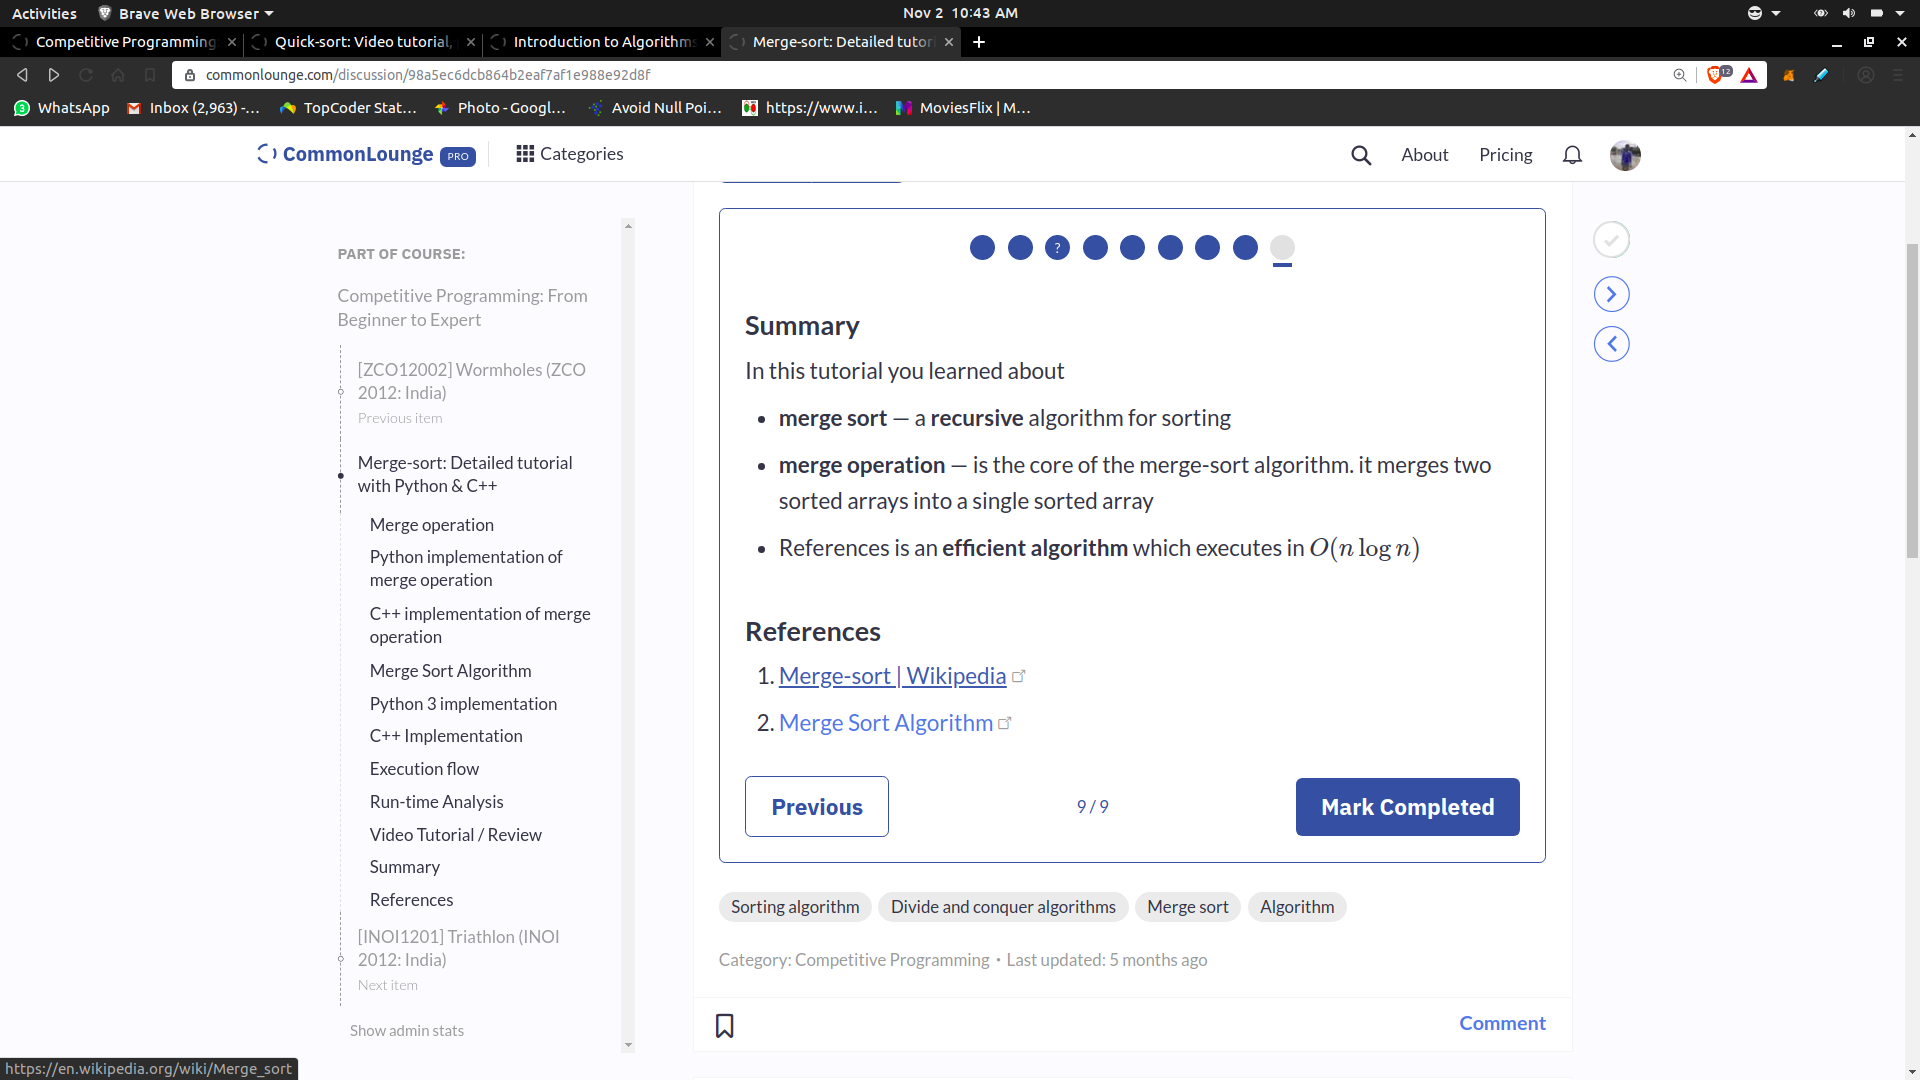 Activities Brave Web Browser Nov 2 10:43 AM
Competitive Programming Quick-sort: Video tutorial, Introduction to Algorithms Merge-sort: Detailed tutori
commonlounge.com/discussion/98a5ec6dcb864b2eaf7af1e988e92d8f 12
WhatsApp Inbox (2,963) -... TopCoder Stat... Photo - Googl... Avoid Null Poi... https://www.i... MoviesFlix | M...
CommonLounge PRO Categories About Pricing
PART OF COURSE:
Competitive Programming: From
Beginner to Expert
[ZCO12002] Wormholes (ZCO
2012: India)
Previous item
Merge-sort: Detailed tutorial
with Python & C++
Merge operation
Python implementation of
merge operation
C++ implementation of merge
operation
Merge Sort Algorithm
Python 3 implementation
C++ Implementation
Execution flow
Run-time Analysis
Video Tutorial / Review
Summary
References
[INOI1201] Triathlon (INOI
2012: India)
Next item
Show admin stats
?
Summary
In this tutorial you learned about
• merge sort — a recursive algorithm for sorting
• merge operation — is the core of the merge-sort algorithm. it merges two
sorted arrays into a single sorted array
• References is an efficient algorithm which executes in O(n log n)
References
1. Merge-sort | Wikipedia
2. Merge Sort Algorithm
Previous 9 / 9 Mark Completed
Sorting algorithm Divide and conquer algorithms Merge sort Algorithm
Category: Competitive Programming • Last updated: 5 months ago
Comment
https://en.wikipedia.org/wiki/Merge_sort